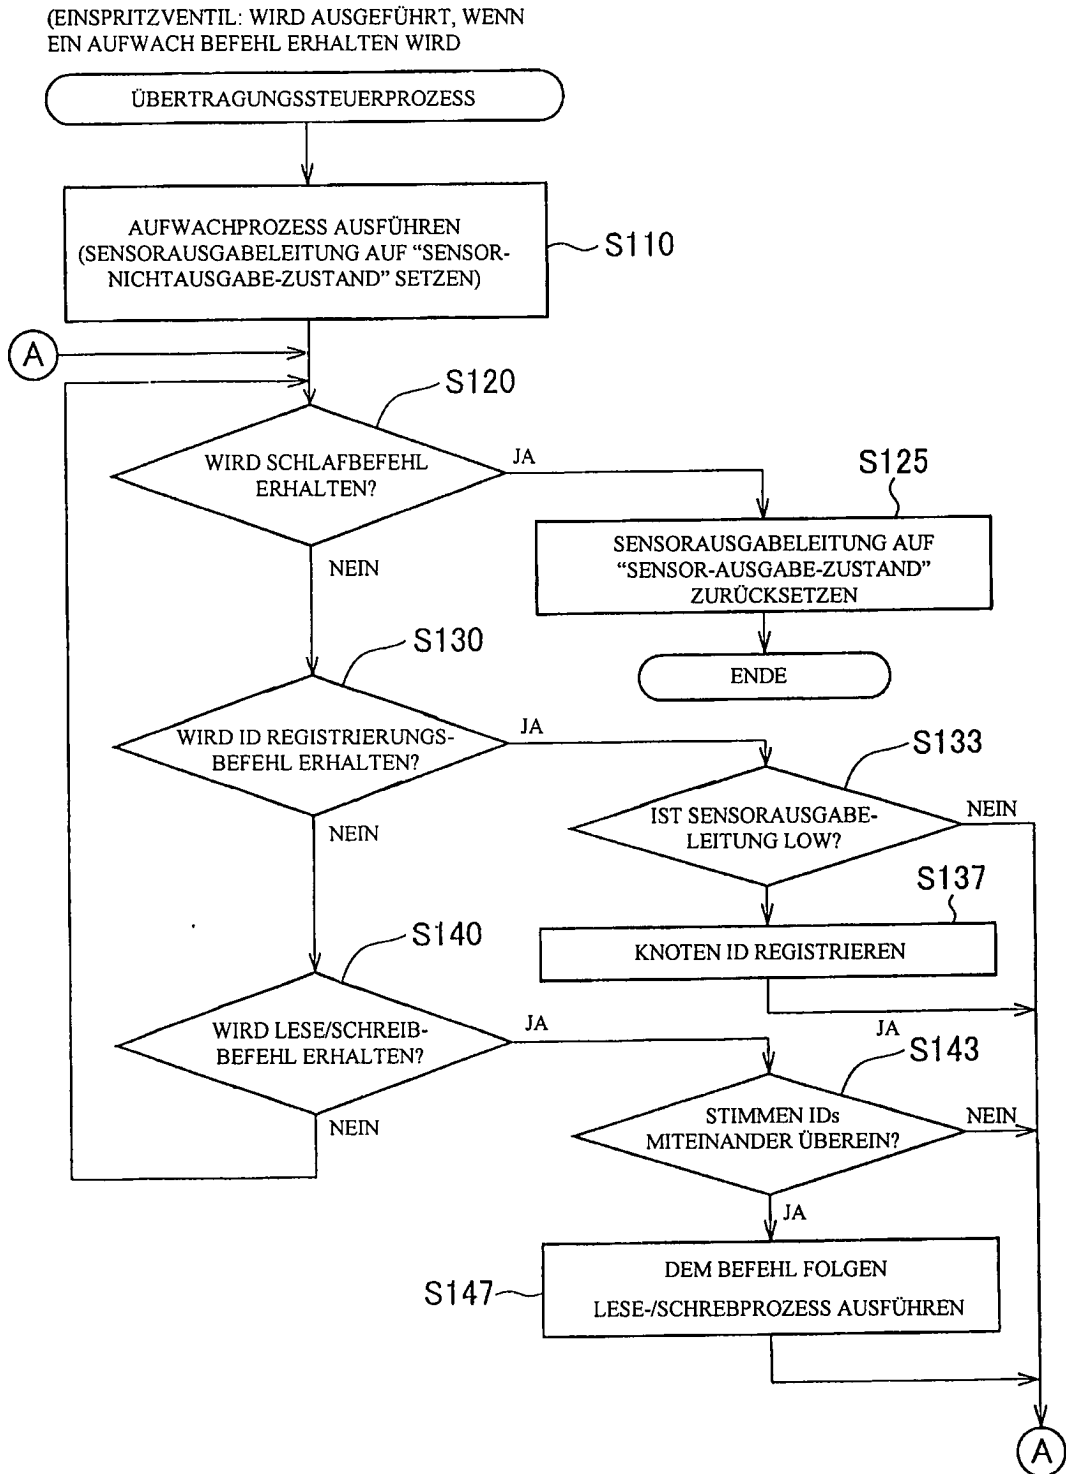 (EINSPRITZVENTIL: WIRD AUSGEFÜHRT, WENN
EIN AUFWACH BEFEHL ERHALTEN WIRD
ÜBERTRAGUNGSSTEUERPROZESS
AUFWACHPROZESS AUSFÜHREN
(SENSORAUSGABELEITUNG AUF “SENSOR-
NICHTAUSGABE-ZUSTAND” SETZEN)
S110
A
S120
WIRD SCHLAFBEFEHL
ERHALTEN?
JA
NEIN
S125
SENSORAUSGABELEITUNG AUF
“SENSOR-AUSGABE-ZUSTAND”
ZURÜCKSETZEN
ENDE
S130
WIRD ID REGISTRIERUNGS-
BEFEHL ERHALTEN?
JA
NEIN
S133
IST SENSORAUSGABE-
LEITUNG LOW?
NEIN
S137
KNOTEN ID REGISTRIEREN
JA
S140
WIRD LESE/SCHREIB-
BEFEHL ERHALTEN?
JA
NEIN
S143
STIMMEN IDs
MITEINANDER ÜBEREIN?
NEIN
JA
S147
DEM BEFEHL FOLGEN
LESE-/SCHREBPROZESS AUSFÜHREN
A